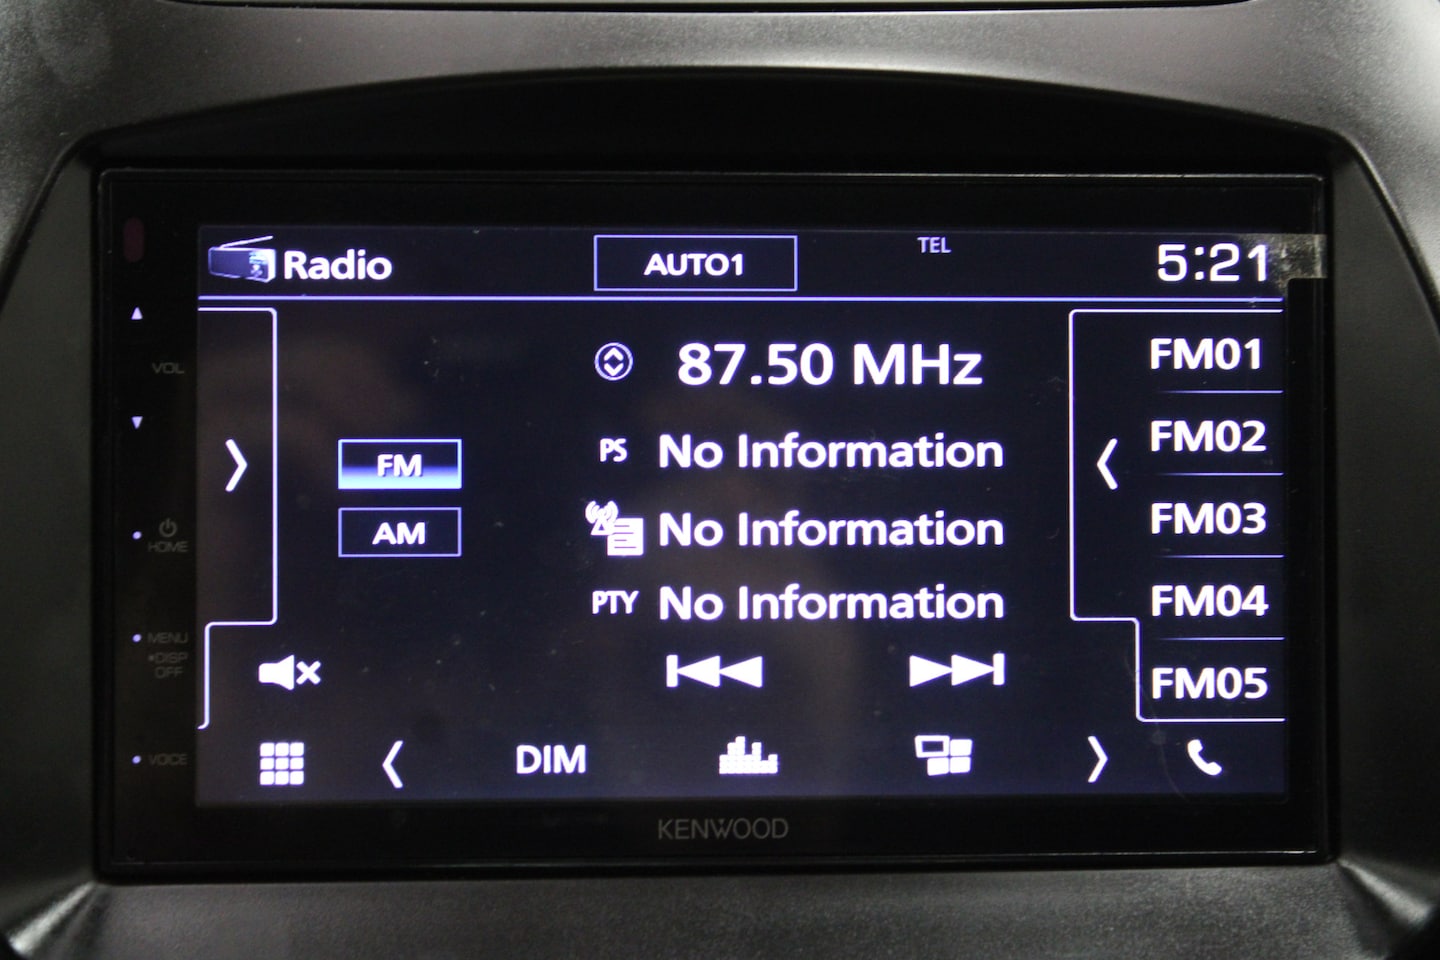 Radio
AUTO1
TEL
5:21
VOL
87.50 MHz
FM01
FM
PS No Information
FM02
AM
No Information
FM03
HOME
PTY No Information
FM04
MENU
•DISP
OFF
FM05
VOICE
DIM
KENWOOD